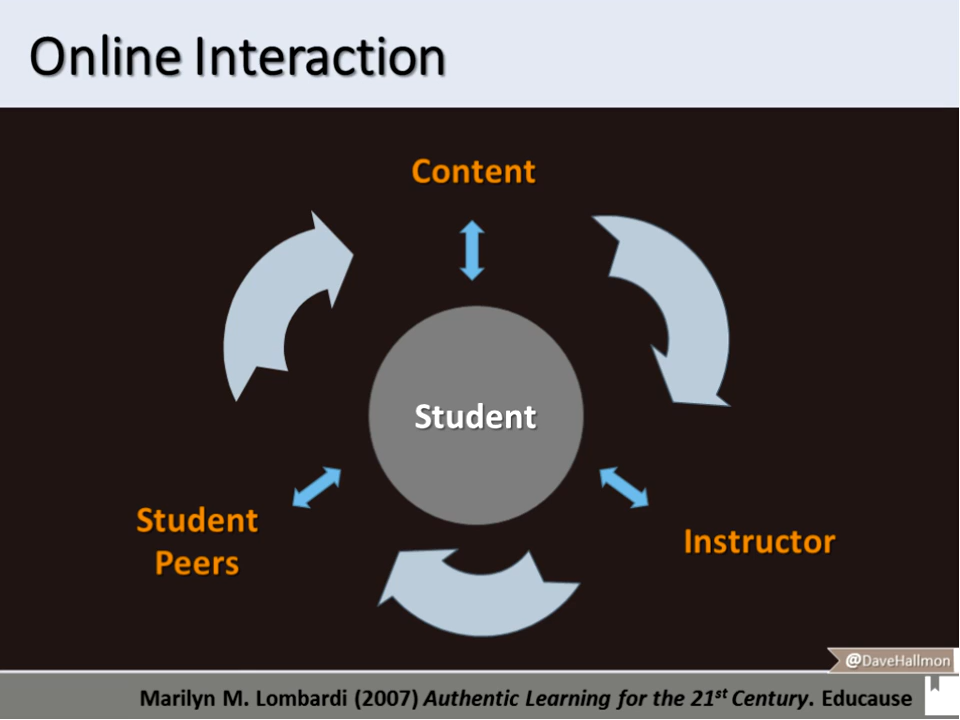 Online Interaction
Content
Student
Student
Peers
Instructor
@DaveHallmon
Marilyn M. Lombardi (2007) Authentic Learning for the 21st Century. Educause